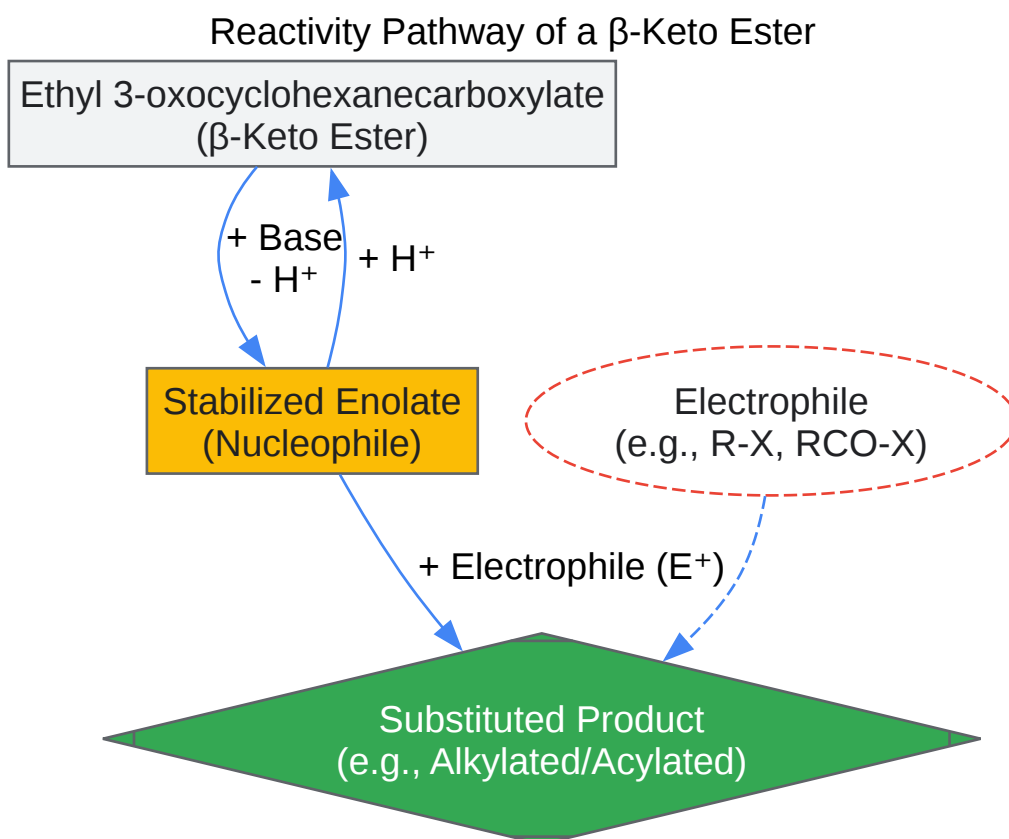 Reactivity Pathway of a β-Keto Ester
Ethyl 3-oxocyclohexanecarboxylate
(β-Keto Ester)
+ Base
- H⁺
+ H⁺
Stabilized Enolate
(Nucleophile)
Electrophile
(e.g., R-X, RCO-X)
+ Electrophile (E⁺)
Substituted Product
(e.g., Alkylated/Acylated)